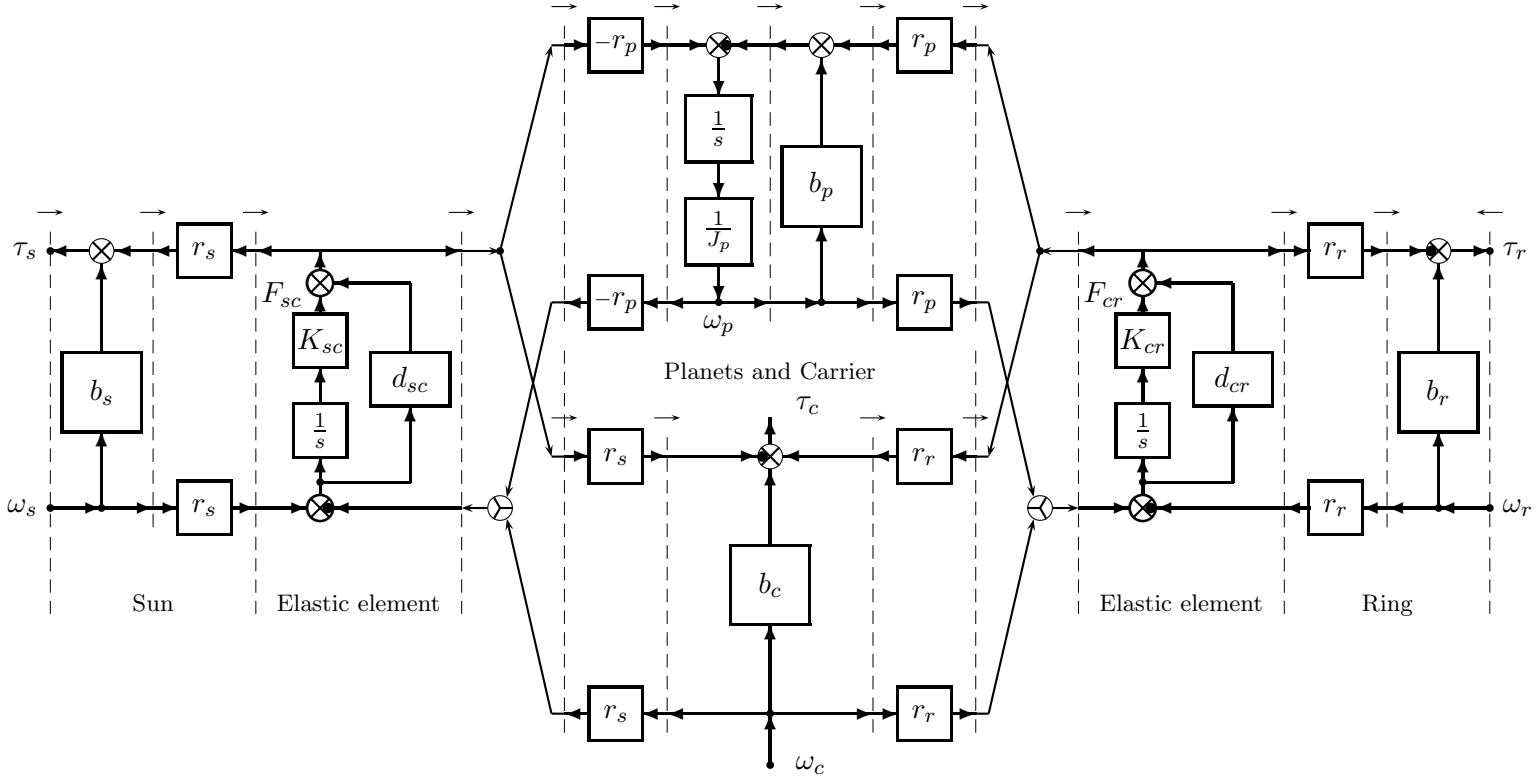 −r_p
r_p
1/s
b_p
τ_s
r_s
1/J_p
r_r
τ_r
F_sc
−r_p
r_p
F_cr
ω_p
K_sc
K_cr
Planets and Carrier
b_s
d_sc
d_cr
b_r
τ_c
1/s
1/s
r_s
r_r
ω_s
r_s
r_r
ω_r
b_c
Sun
Elastic element
Elastic element
Ring
r_s
r_r
ω_c